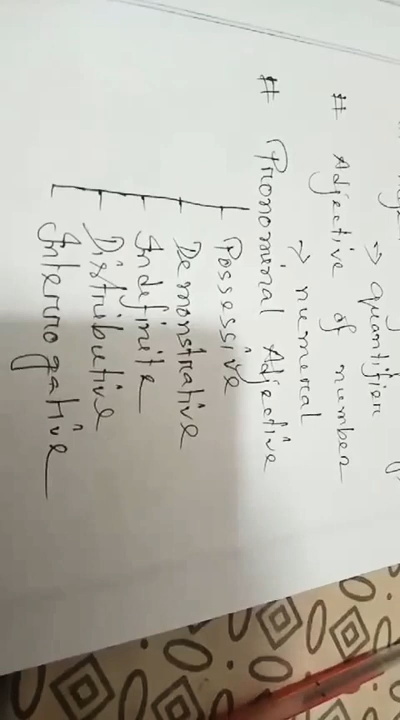 → quantifier
# Adjective of number
→ numeral
# Pronominal Adjective
Possessive
Demonstrative
Indefinite
Distributive
Interrogative